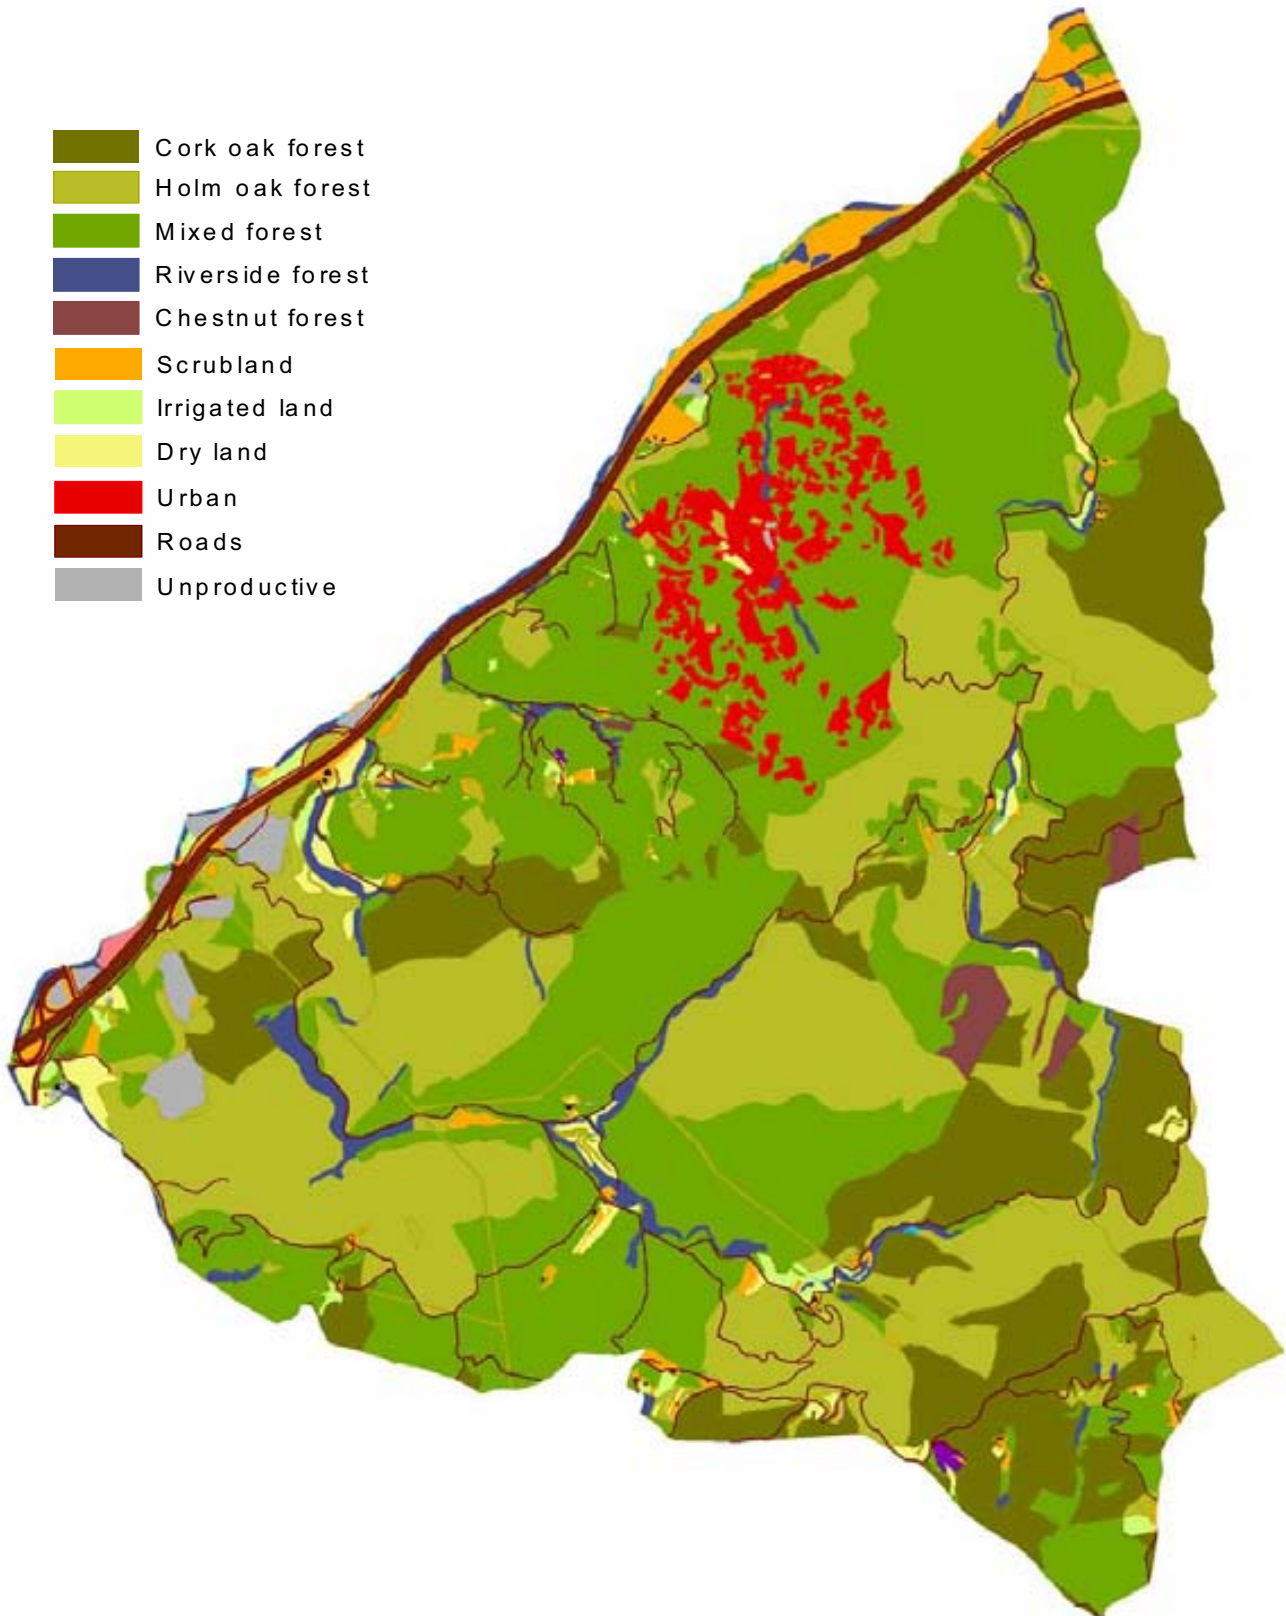 Cork oak forest
Holm oak forest
Mixed forest
Riverside forest
Chestnut forest
Scrubland
Irrigated land
Dry land
Urban
Roads
Unproductive